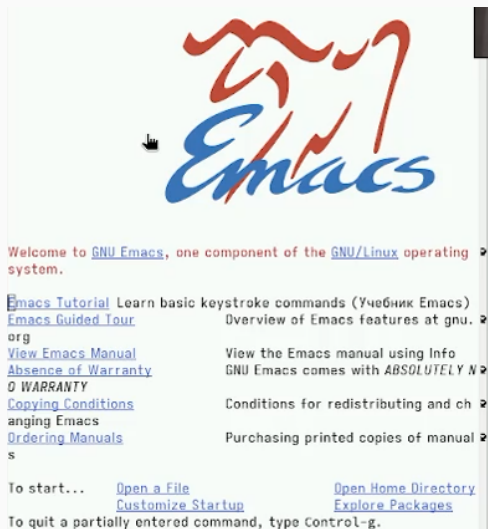 Emacs
Welcome to GNU Emacs, one component of the GNU/Linux operating
system.
Emacs Tutorial Learn basic keystroke commands (Учебник Emacs)
Emacs Guided Tour Overview of Emacs features at gnu.
org
View Emacs Manual View the Emacs manual using Info
Absence of Warranty GNU Emacs comes with ABSOLUTELY N
O WARRANTY
Copying Conditions Conditions for redistributing and ch
anging Emacs
Ordering Manuals Purchasing printed copies of manual
s
To start... Open a File Open Home Directory
Customize Startup Explore Packages
To quit a partially entered command, type Control-g.